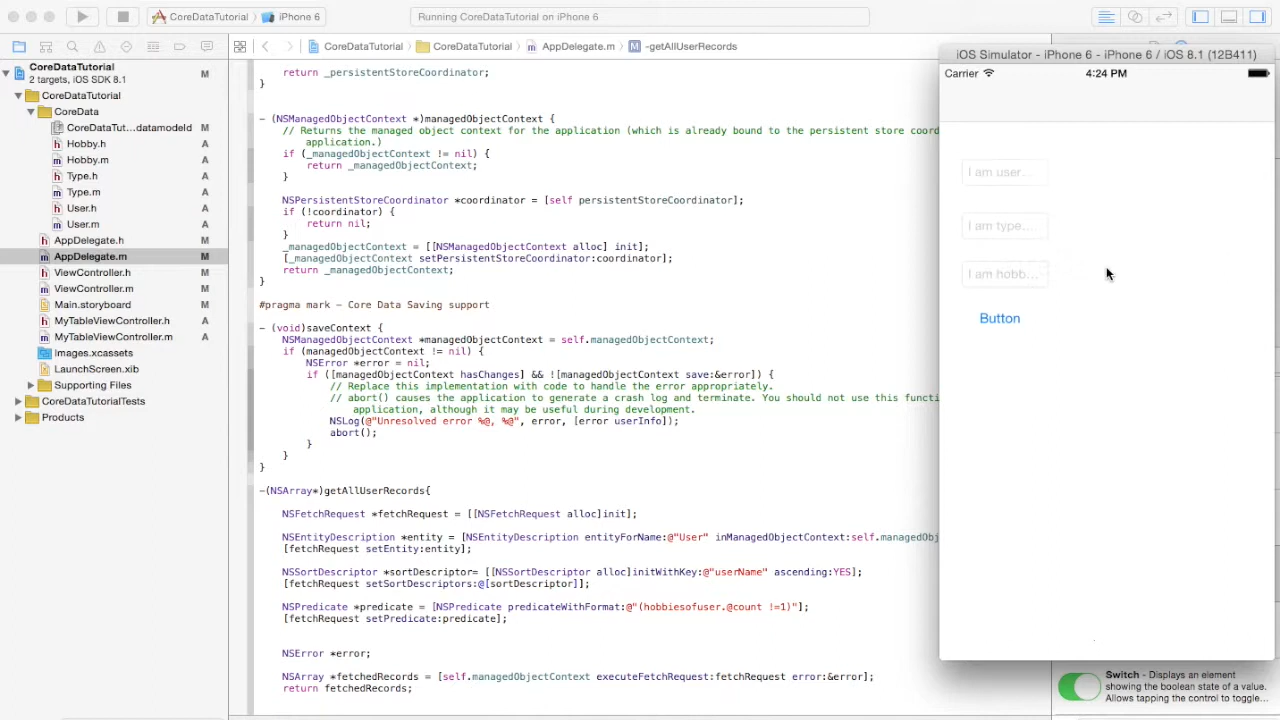 CoreDataTutorial
iPhone 6
Running CoreDataTutorial on iPhone 6
CoreDataTutorial
CoreDataTutorial
AppDelegate.m
M
-getAllUserRecords
CoreDataTutorial
M
2 targets, iOS SDK 8.1
CoreDataTutorial
CoreData
CoreDataTut...datamodeld
M
Hobby.h
A
Hobby.m
A
Type.h
A
Type.m
A
User.h
A
User.m
A
AppDelegate.h
M
AppDelegate.m
M
ViewController.h
M
ViewController.m
M
Main.storyboard
M
MyTableViewController.h
A
MyTableViewController.m
A
Images.xcassets
LaunchScreen.xib
Supporting Files
CoreDataTutorialTests
Products
return _persistentStoreCoordinator;
}
- (NSManagedObjectContext *)managedObjectContext {
// Returns the managed object context for the application (which is already bound to the persistent store coord
application.)
if (_managedObjectContext != nil) {
return _managedObjectContext;
}
NSPersistentStoreCoordinator *coordinator = [self persistentStoreCoordinator];
if (!coordinator) {
return nil;
}
_managedObjectContext = [[NSManagedObjectContext alloc] init];
[_managedObjectContext setPersistentStoreCoordinator:coordinator];
return _managedObjectContext;
}
#pragma mark - Core Data Saving support
- (void)saveContext {
NSManagedObjectContext *managedObjectContext = self.managedObjectContext;
if (managedObjectContext != nil) {
NSError *error = nil;
if ([managedObjectContext hasChanges] && ![managedObjectContext save:&error]) {
// Replace this implementation with code to handle the error appropriately.
// abort() causes the application to generate a crash log and terminate. You should not use this functi
application, although it may be useful during development.
NSLog(@"Unresolved error %@, %@", error, [error userInfo]);
abort();
}
}
}
-(NSArray*)getAllUserRecords{
NSFetchRequest *fetchRequest = [[NSFetchRequest alloc]init];
NSEntityDescription *entity = [NSEntityDescription entityForName:@"User" inManagedObjectContext:self.managedObj
[fetchRequest setEntity:entity];
NSSortDescriptor *sortDescriptor= [[NSSortDescriptor alloc]initWithKey:@"userName" ascending:YES];
[fetchRequest setSortDescriptors:@[sortDescriptor]];
NSPredicate *predicate = [NSPredicate predicateWithFormat:@"(hobbiesofuser.@count !=1)"];
[fetchRequest setPredicate:predicate];
NSError *error;
NSArray *fetchedRecords = [self.managedObjectContext executeFetchRequest:fetchRequest error:&error];
return fetchedRecords;
iOS Simulator - iPhone 6 - iPhone 6 / iOS 8.1 (12B411)
Carrier
4:24 PM
I am user...
I am type...
I am hobb...
Button
Switch - Displays an element
showing the boolean state of a value.
Allows tapping the control to toggle...